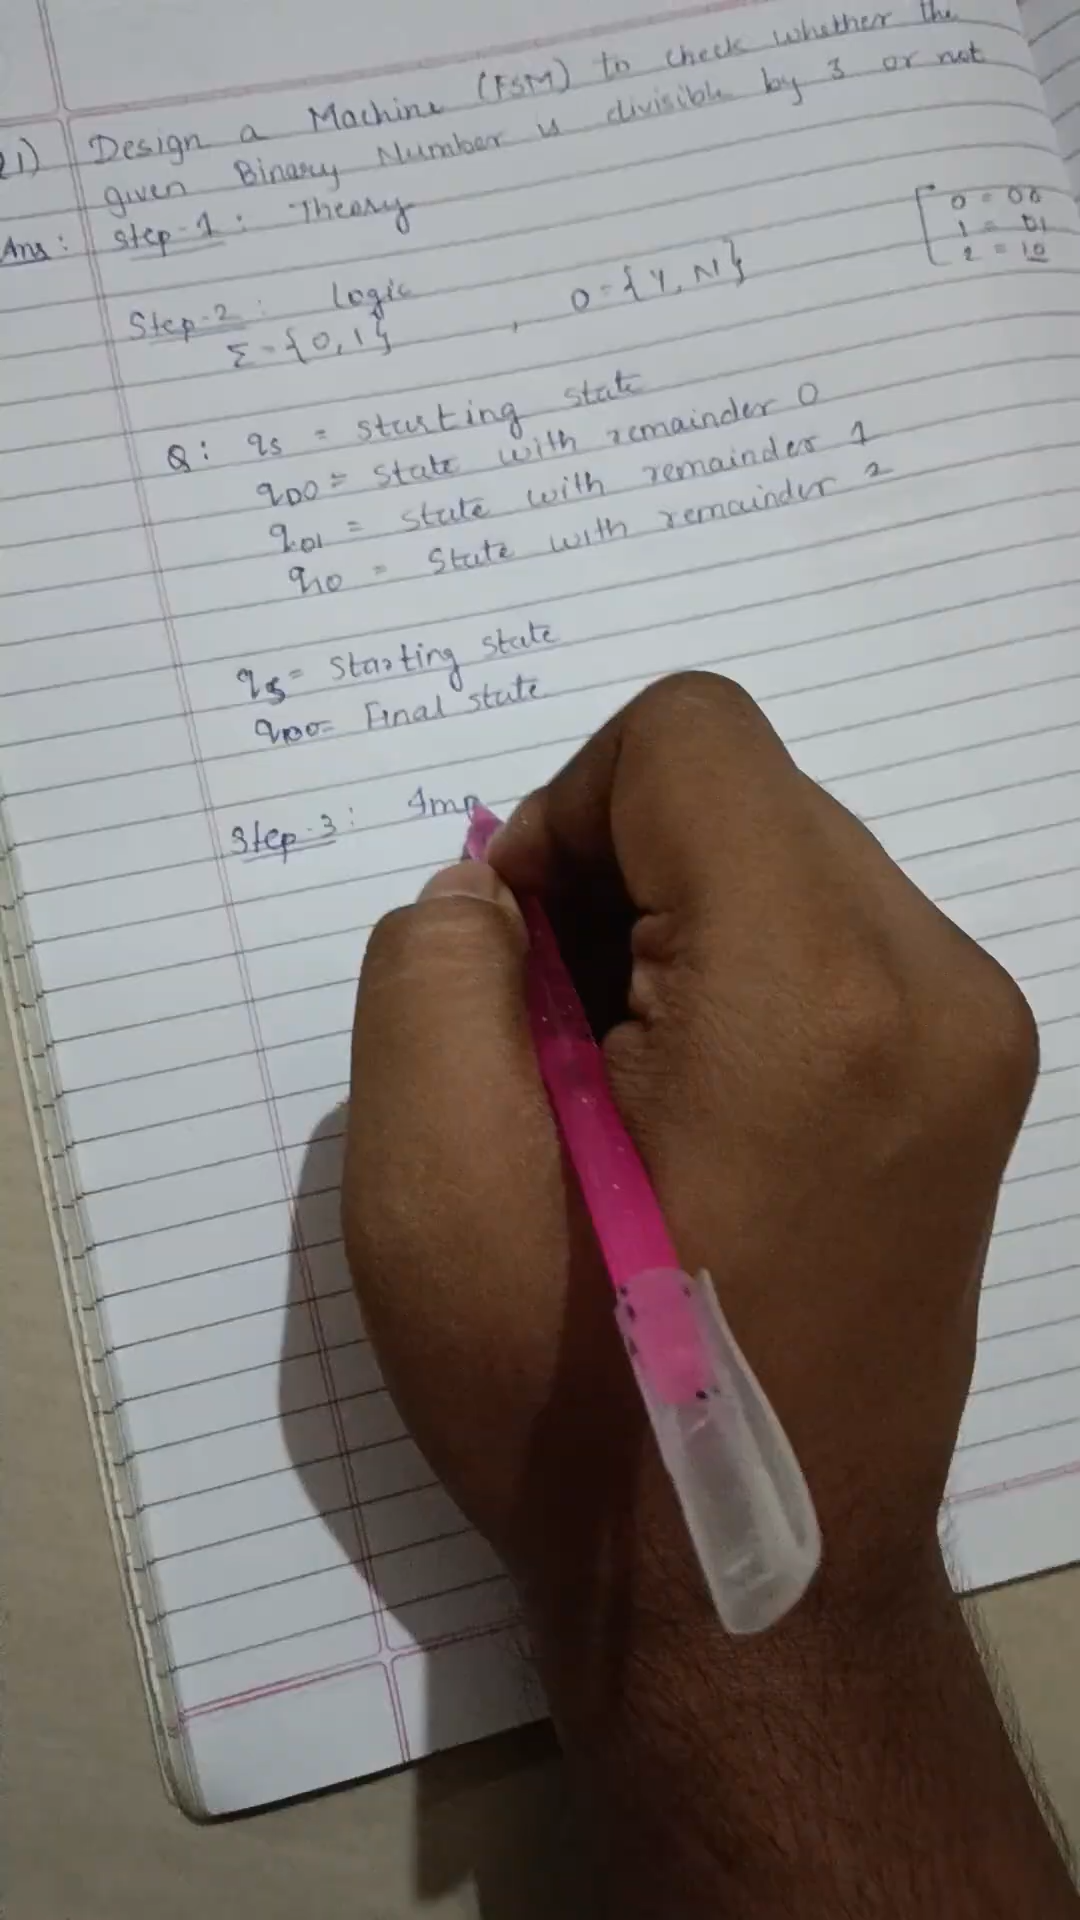 Q1) Design a Machine (FSM) to check whether the
given Binary Number is divisible by 3 or not
Ans: Step-1: Theory
0 = 00
1 = 01
2 = 10
Step-2: logic
Σ = {0,1} , O = {Y, N}
Q: qs = starting state
q00 = state with remainder 0
q01 = state with remainder 1
q10 = state with remainder 2
qs = Starting state
q00 = Final state
Step-3: Imp